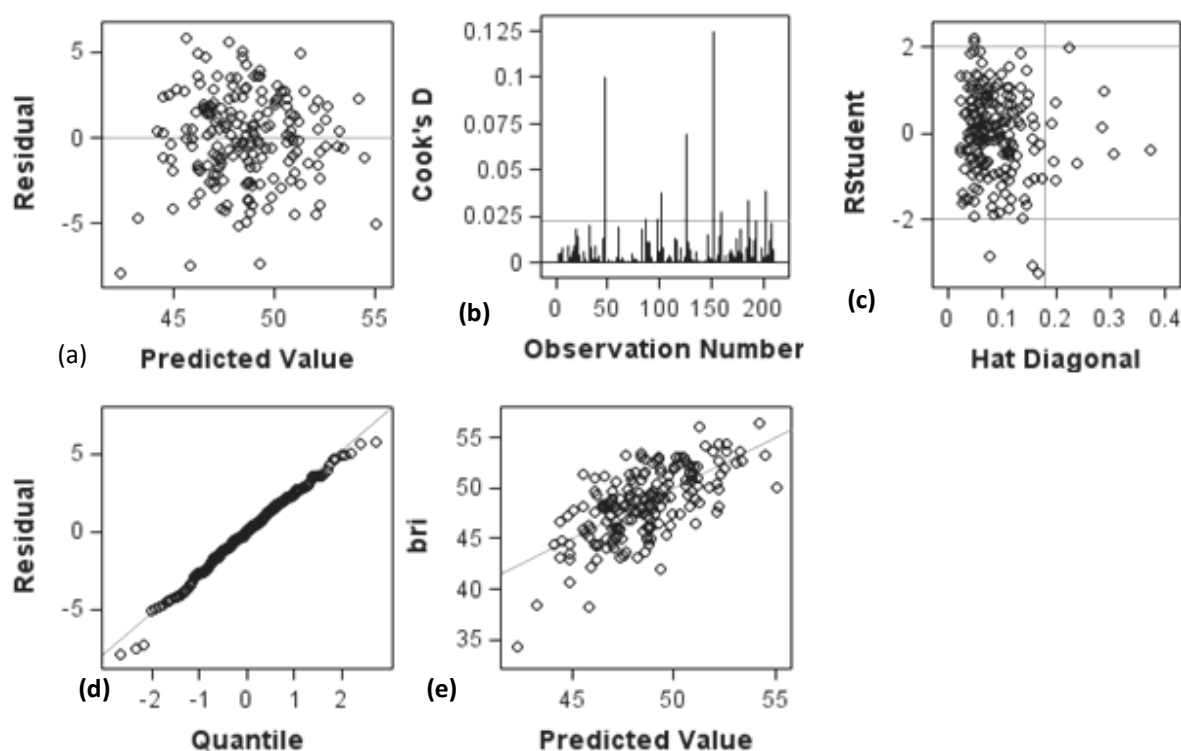 Residual
5
0
-5
45
50
55
(a)
Predicted Value
Cook's D
0.125
0.1
0.075
0.05
0.025
0
0
50
100
150
200
(b)
Observation Number
RStudent
2
0
-2
0
0.1
0.2
0.3
0.4
(c)
Hat Diagonal
Residual
5
0
-5
-2
-1
0
1
2
(d)
Quantile
bri
55
50
45
40
35
45
50
55
(e)
Predicted Value